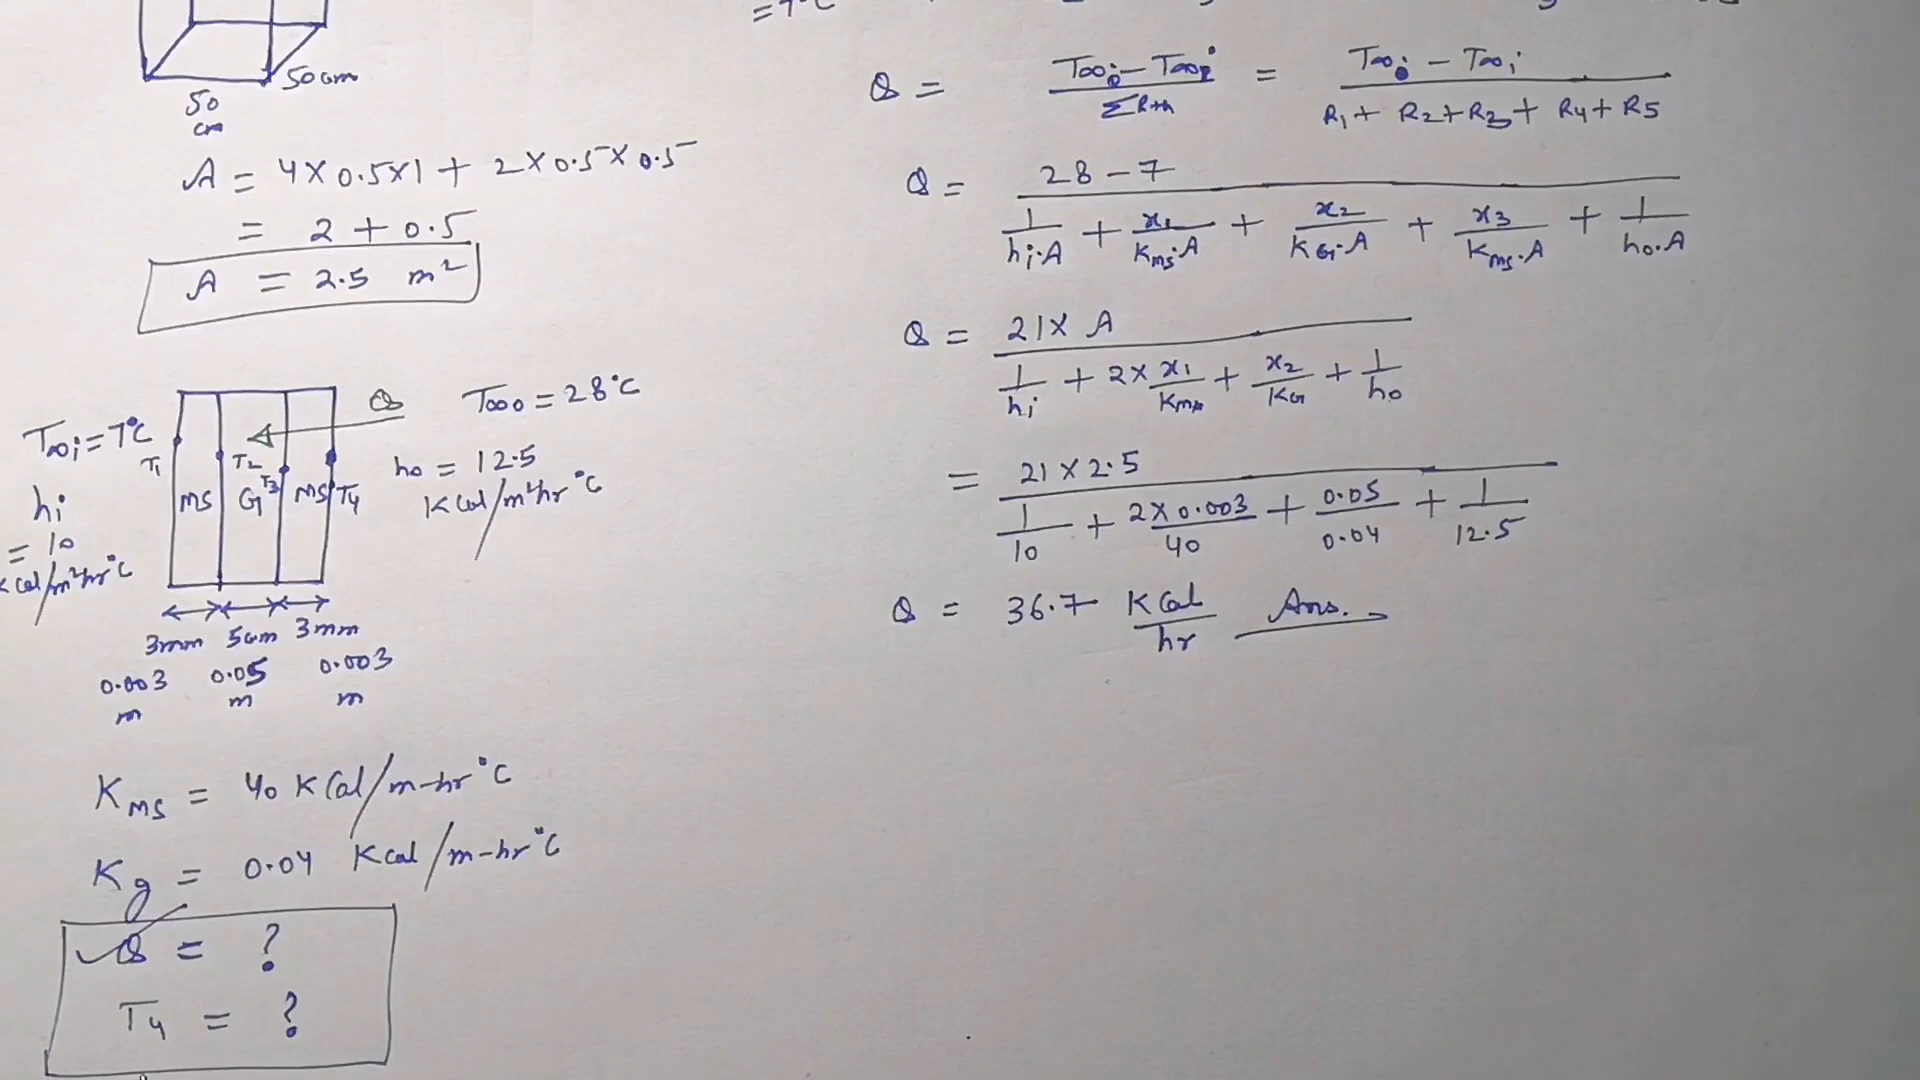 = 7°C
50 cm
50
cm
A = 4 × 0.5 × 1 + 2 × 0.5 × 0.5
= 2 + 0.5
A = 2.5 m²
T∞i = 7°C
hi
= 10
kcal/m²hr°C
T1
T2
T3
T4
MS
G
MS
Q
T∞o = 28°C
ho = 12.5
Kcal/m²hr°C
3mm 5cm 3mm
0.003 0.05 0.003
m m m
KMS = 40 KCal/m-hr°C
Kg = 0.04 Kcal/m-hr°C
Q = ?
T4 = ?
Q = (T∞o - T∞i)/ΣRth = (T∞o - T∞i)/(R1 + R2 + R3 + R4 + R5)
Q = (28 - 7)/(1/(hi.A) + x1/(Kms.A) + x2/(KG.A) + x3/(Kms.A) + 1/(ho.A))
Q = (21 × A)/(1/hi + 2 × x1/Kms + x2/KG + 1/ho)
= (21 × 2.5)/(1/10 + (2 × 0.003)/40 + 0.05/0.04 + 1/12.5)
Q = 36.7 KCal/hr Ans.